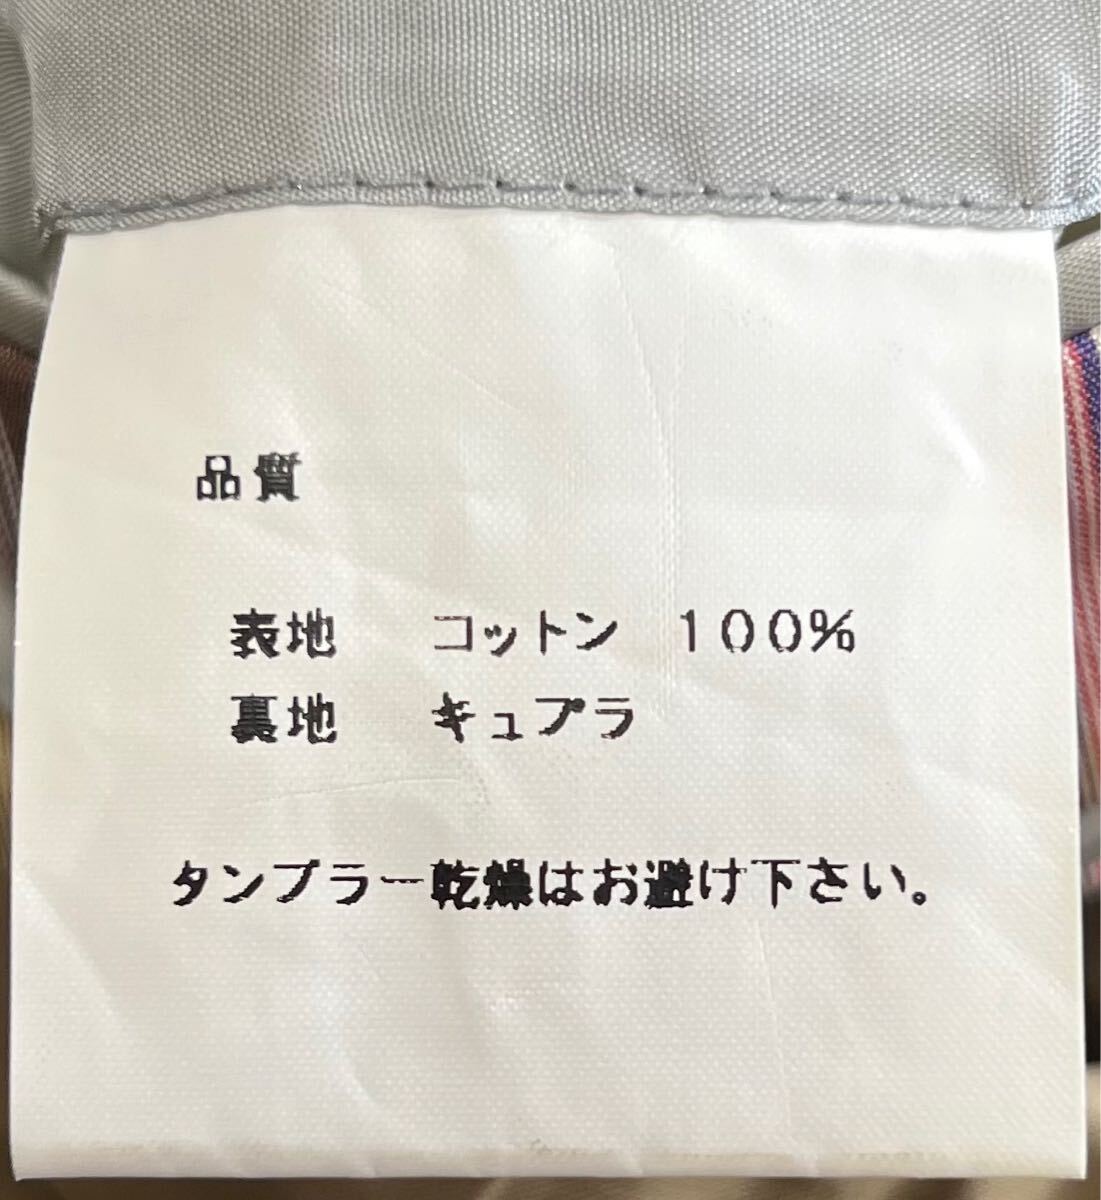 品質
表地　コットン　１００％
裏地　キュプラ
タンブラー乾燥はお避け下さい。